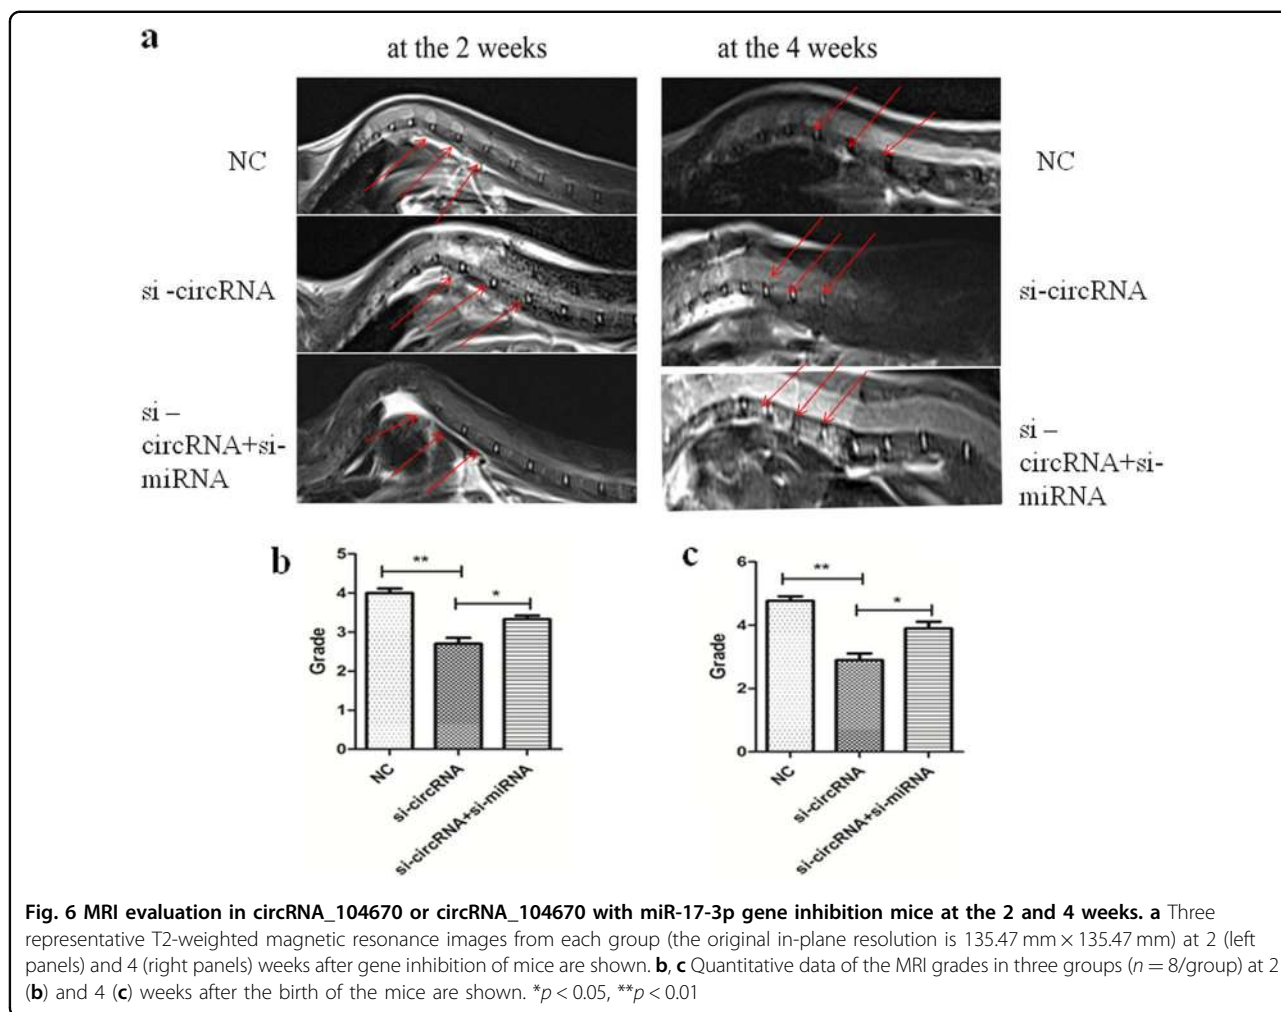 a
at the 2 weeks
at the 4 weeks
NC
NC
si -circRNA
si-circRNA
si –
circRNA+si-
miRNA
si –
circRNA+si-
miRNA
b
5
4
3
2
1
0
Grade
**
*
NC
si-circRNA
si-circRNA+si-miRNA
c
6
4
2
0
Grade
**
*
NC
si-circRNA
si-circRNA+si-miRNA
Fig. 6 MRI evaluation in circRNA_104670 or circRNA_104670 with miR-17-3p gene inhibition mice at the 2 and 4 weeks. a Three
representative T2-weighted magnetic resonance images from each group (the original in-plane resolution is 135.47 mm × 135.47 mm) at 2 (left
panels) and 4 (right panels) weeks after gene inhibition of mice are shown. b, c Quantitative data of the MRI grades in three groups (n = 8/group) at 2
(b) and 4 (c) weeks after the birth of the mice are shown. *p < 0.05, **p < 0.01